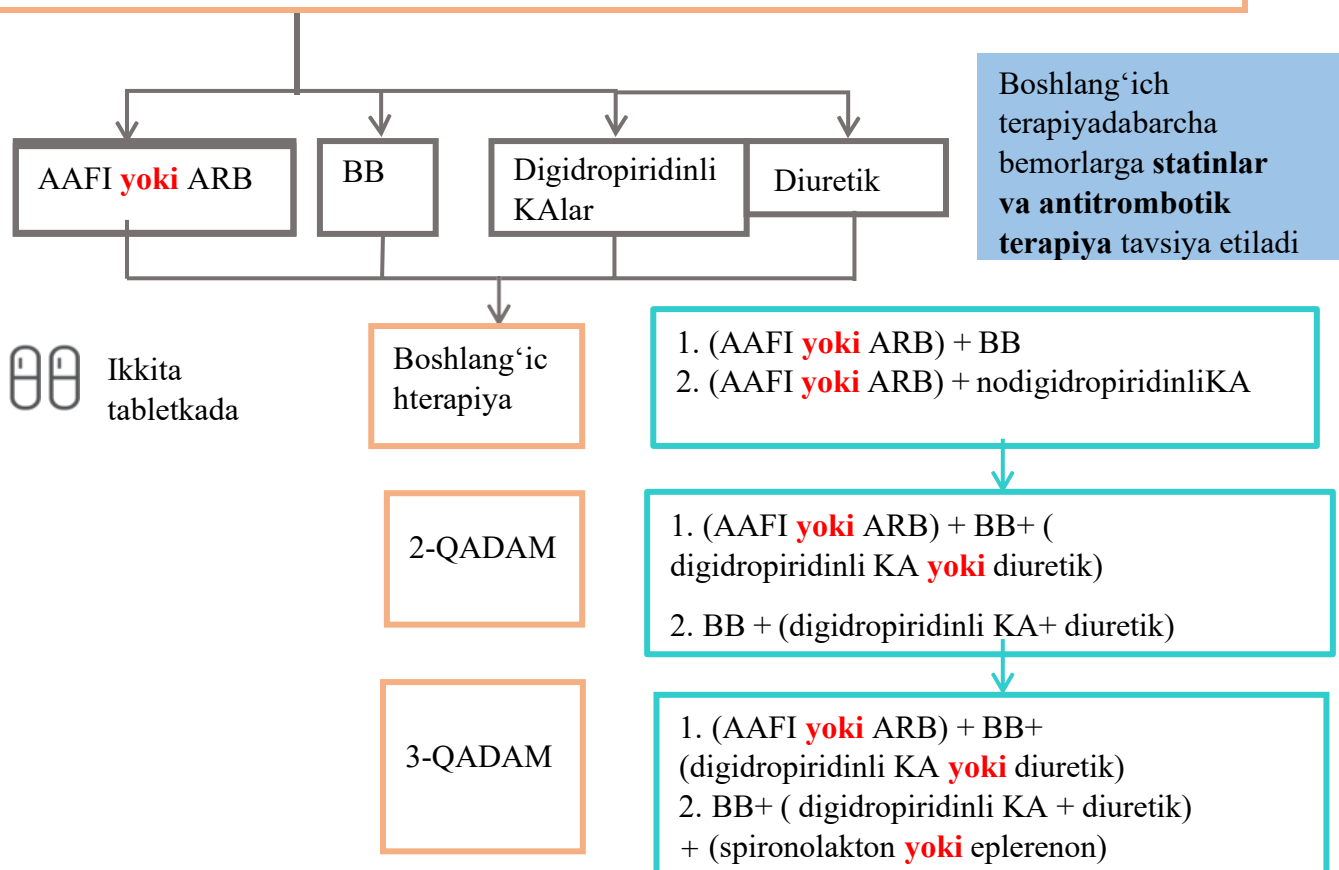 AAFI yoki ARB
BB
Digidropiridinli
KAlar
Diuretik
Boshlang‘ich
terapiyadabarcha
bemorlarga statinlar
va antitrombotik
terapiya tavsiya etiladi
Ikkita
tabletkada
Boshlang‘ic
hterapiya
1. (AAFI yoki ARB) + BB
2. (AAFI yoki ARB) + nodigidropiridinliKA
2-QADAM
1. (AAFI yoki ARB) + BB+ (
digidropiridinli KA yoki diuretik)
2. BB + (digidropiridinli KA+ diuretik)
3-QADAM
1. (AAFI yoki ARB) + BB+
(digidropiridinli KA yoki diuretik)
2. BB+ ( digidropiridinli KA + diuretik)
+ (spironolakton yoki eplerenon)